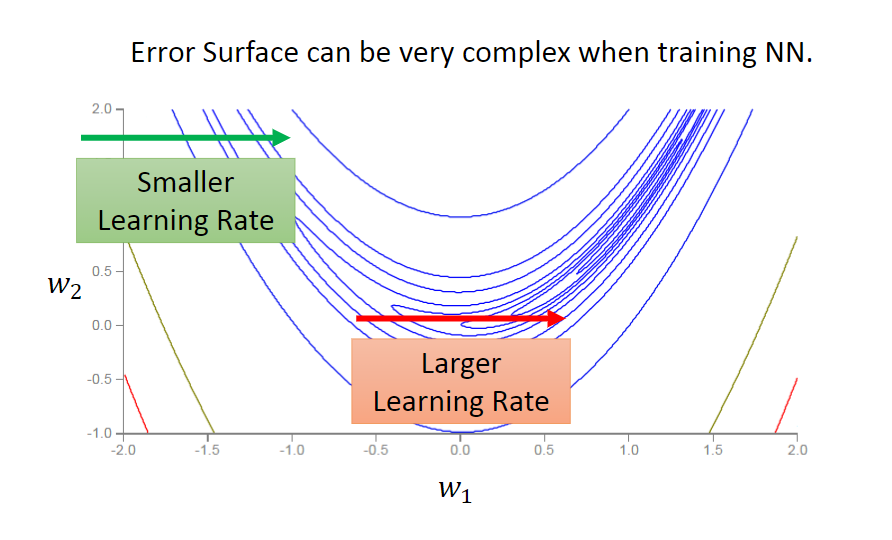 Error Surface can be very complex when training NN.
2.0
Smaller
Learning Rate
0.5
w₂
0.0
Larger
-0.5
Learning Rate
-1.0
-2.0 -1.5 -1.0 -0.5 0.0 0.5 1.0 1.5 2.0
w₁